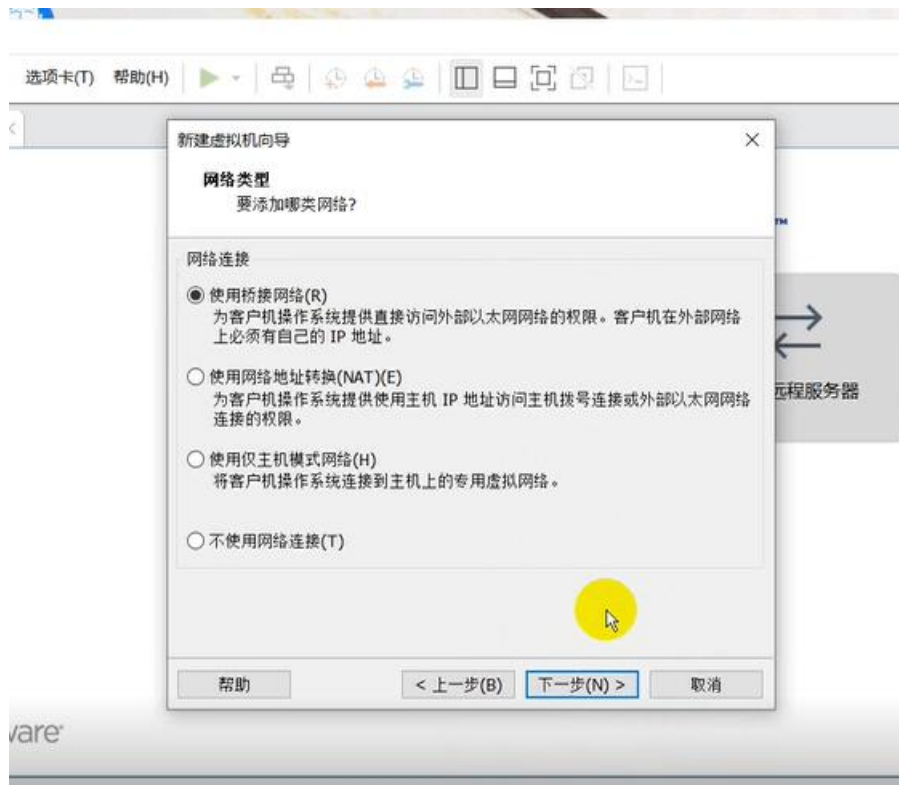 选项卡(T) 帮助(H)
新建虚拟机向导
网络类型
要添加哪类网络?
TM
网络连接
使用桥接网络(R)
为客户机操作系统提供直接访问外部以太网网络的权限。客户机在外部网络
上必须有自己的 IP 地址。
使用网络地址转换(NAT)(E)
为客户机操作系统提供使用主机 IP 地址访问主机拨号连接或外部以太网网络
连接的权限。
远程服务器
使用仅主机模式网络(H)
将客户机操作系统连接到主机上的专用虚拟网络。
不使用网络连接(T)
帮助 < 上一步(B) 下一步(N) > 取消
ware